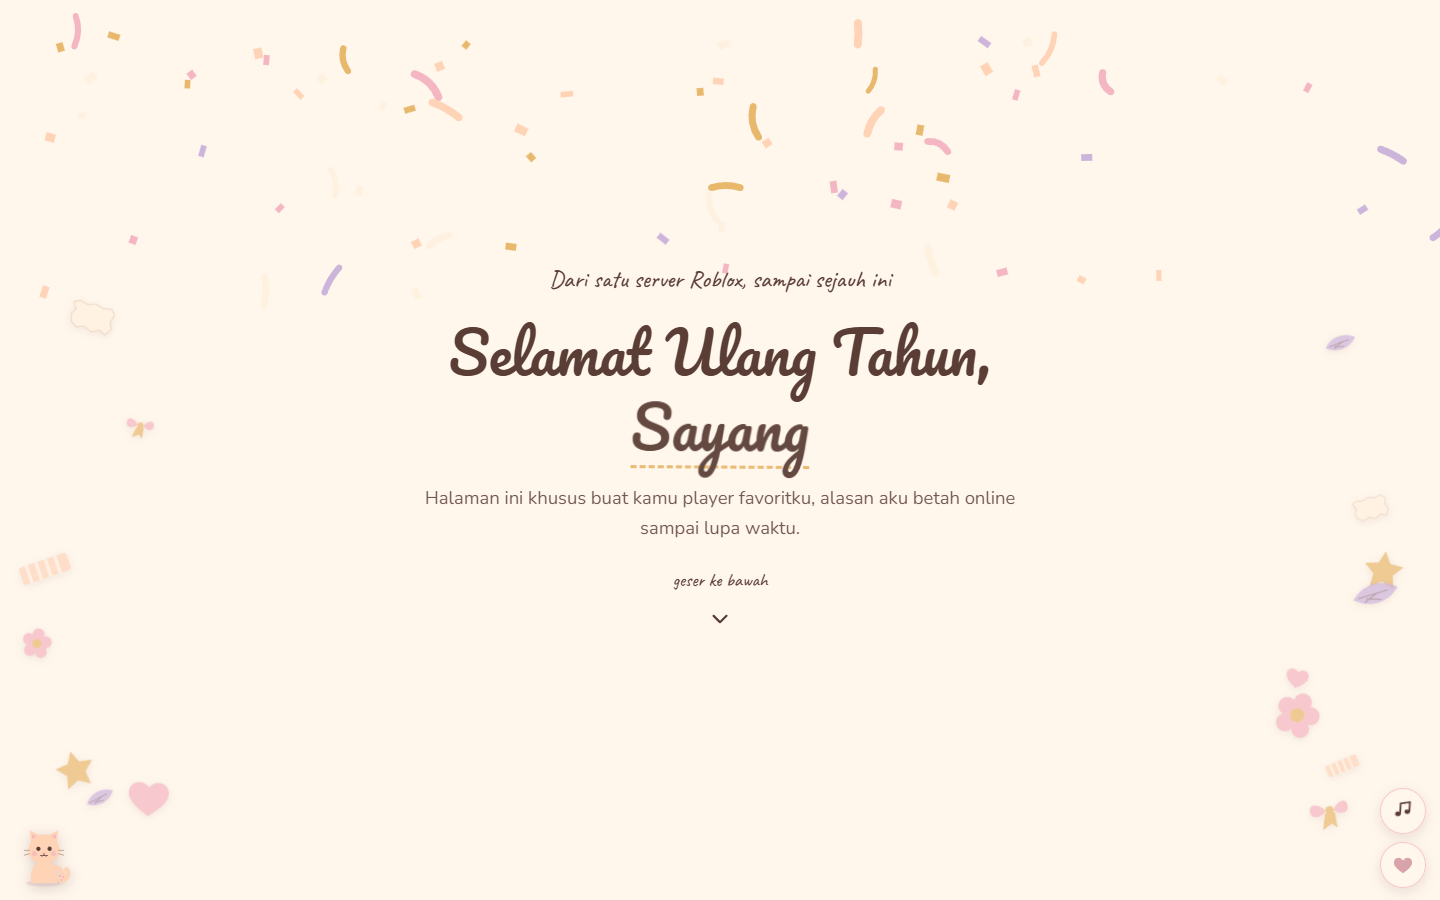 Dari satu server Roblox, sampai sejauh ini
Selamat Ulang Tahun,
Sayang
Halaman ini khusus buat kamu player favoritku, alasan aku betah online
sampai lupa waktu.
geser ke bawah